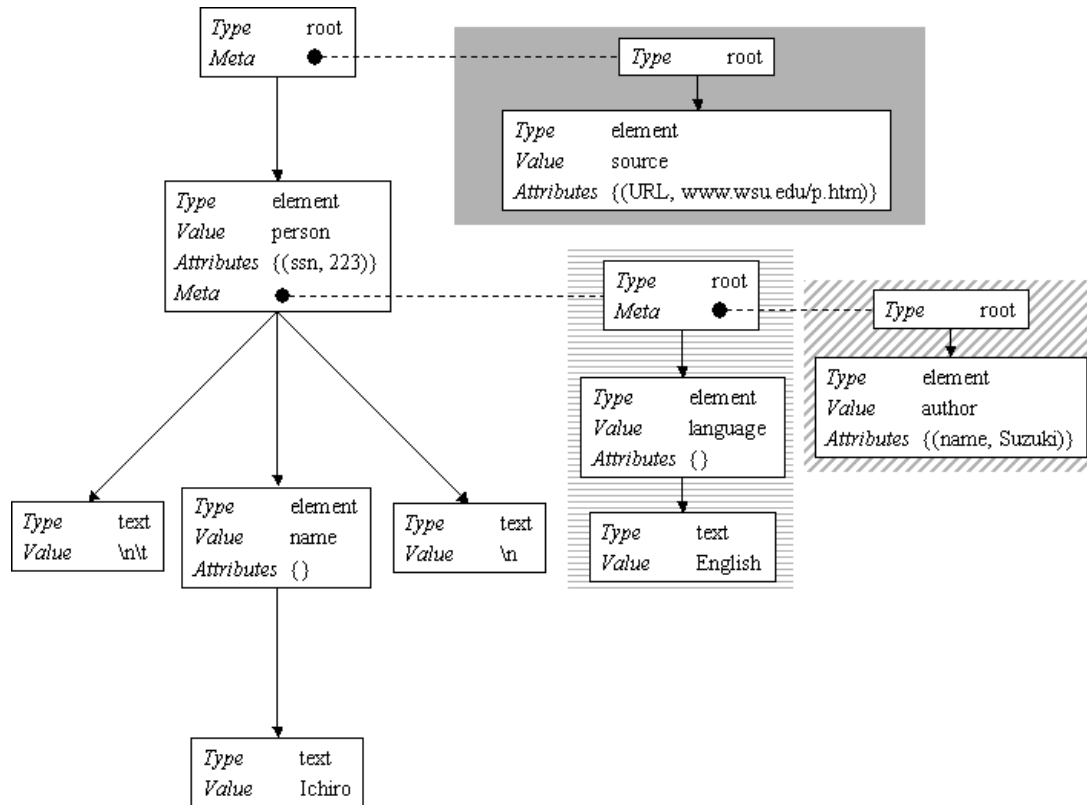 Type root
Meta
Type root
Type element
Value source
Attributes {(URL, www.wsu.edu/p.htm)}
Type element
Value person
Attributes {(ssn, 223)}
Meta
Type root
Meta
Type root
Type element
Value author
Attributes {(name, Suzuki)}
Type element
Value language
Attributes {}
Type text
Value \n\t
Type element
Value name
Attributes {}
Type text
Value \n
Type text
Value English
Type text
Value Ichiro